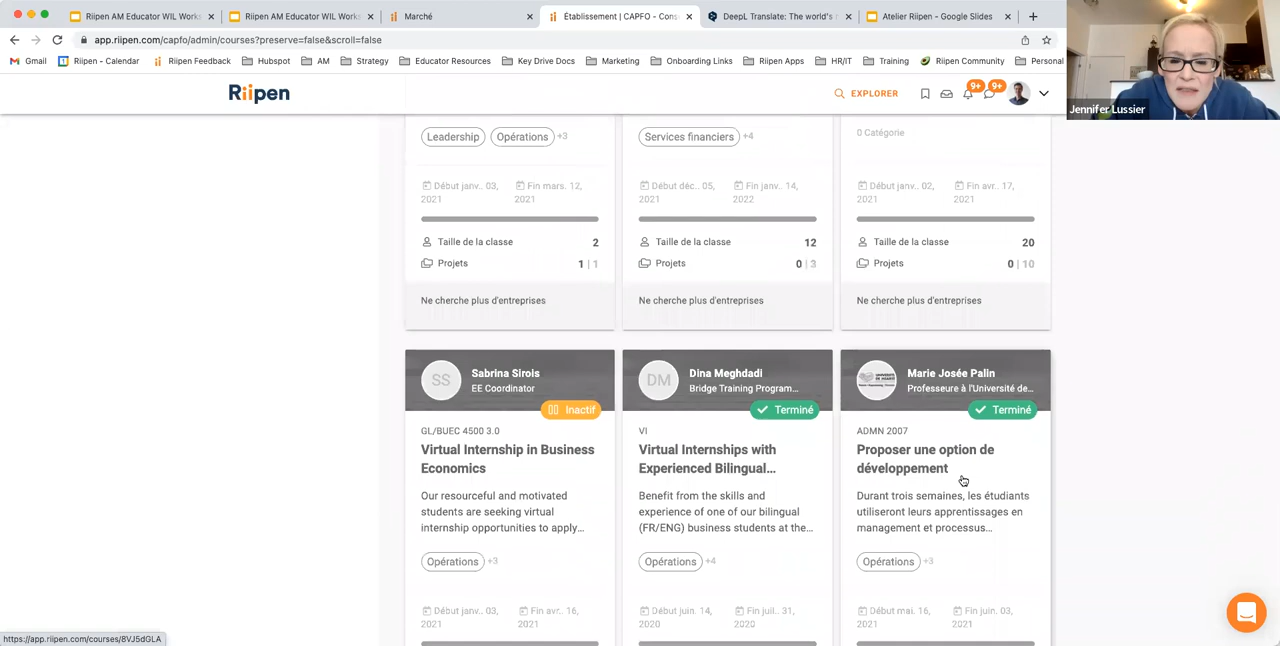 Riipen AM Educator WIL Works
Riipen AM Educator WIL Works
Marché
Établissement | CAPFO - Cons
DeepL Translate: The world's
Atelier Riipen - Google Slides
app.riipen.com/capfo/admin/courses?preserve=false&scroll=false
Gmail
Riipen - Calendar
Riipen Feedback
Hubspot
AM
Strategy
Educator Resources
Key Drive Docs
Marketing
Onboarding Links
Riipen Apps
HR/IT
Training
Riipen Community
Personal
Riipen
EXPLORER
9+
9+
Jennifer Lussier
Leadership
Opérations
+3
Services financiers
+4
0 Catégorie
Début janv.. 03,
2021
Fin mars. 12,
2021
Début déc.. 05,
2021
Fin janv.. 14,
2022
Début janv.. 02,
2021
Fin avr.. 17,
2021
Taille de la classe 2
Projets 1 | 1
Taille de la classe 12
Projets 0 | 3
Taille de la classe 20
Projets 0 | 10
Ne cherche plus d'entreprises
Ne cherche plus d'entreprises
Ne cherche plus d'entreprises
SS
Sabrina Sirois
EE Coordinator
Inactif
GL/BUEC 4500 3.0
Virtual Internship in Business
Economics
Our resourceful and motivated
students are seeking virtual
internship opportunities to apply...
Opérations
+3
Début janv.. 03,
2021
Fin avr.. 16,
2021
DM
Dina Meghdadi
Bridge Training Program...
Terminé
VI
Virtual Internships with
Experienced Bilingual...
Benefit from the skills and
experience of one of our bilingual
(FR/ENG) business students at the...
Opérations
+4
Début juin. 14,
2020
Fin juil.. 31,
2020
Marie Josée Palin
Professeure à l'Université de...
Terminé
ADMN 2007
Proposer une option de
développement
Durant trois semaines, les étudiants
utiliseront leurs apprentissages en
management et processus...
Opérations
+3
Début mai. 16,
2021
Fin juin. 03,
2021
https://app.riipen.com/courses/8VJ5dGLA